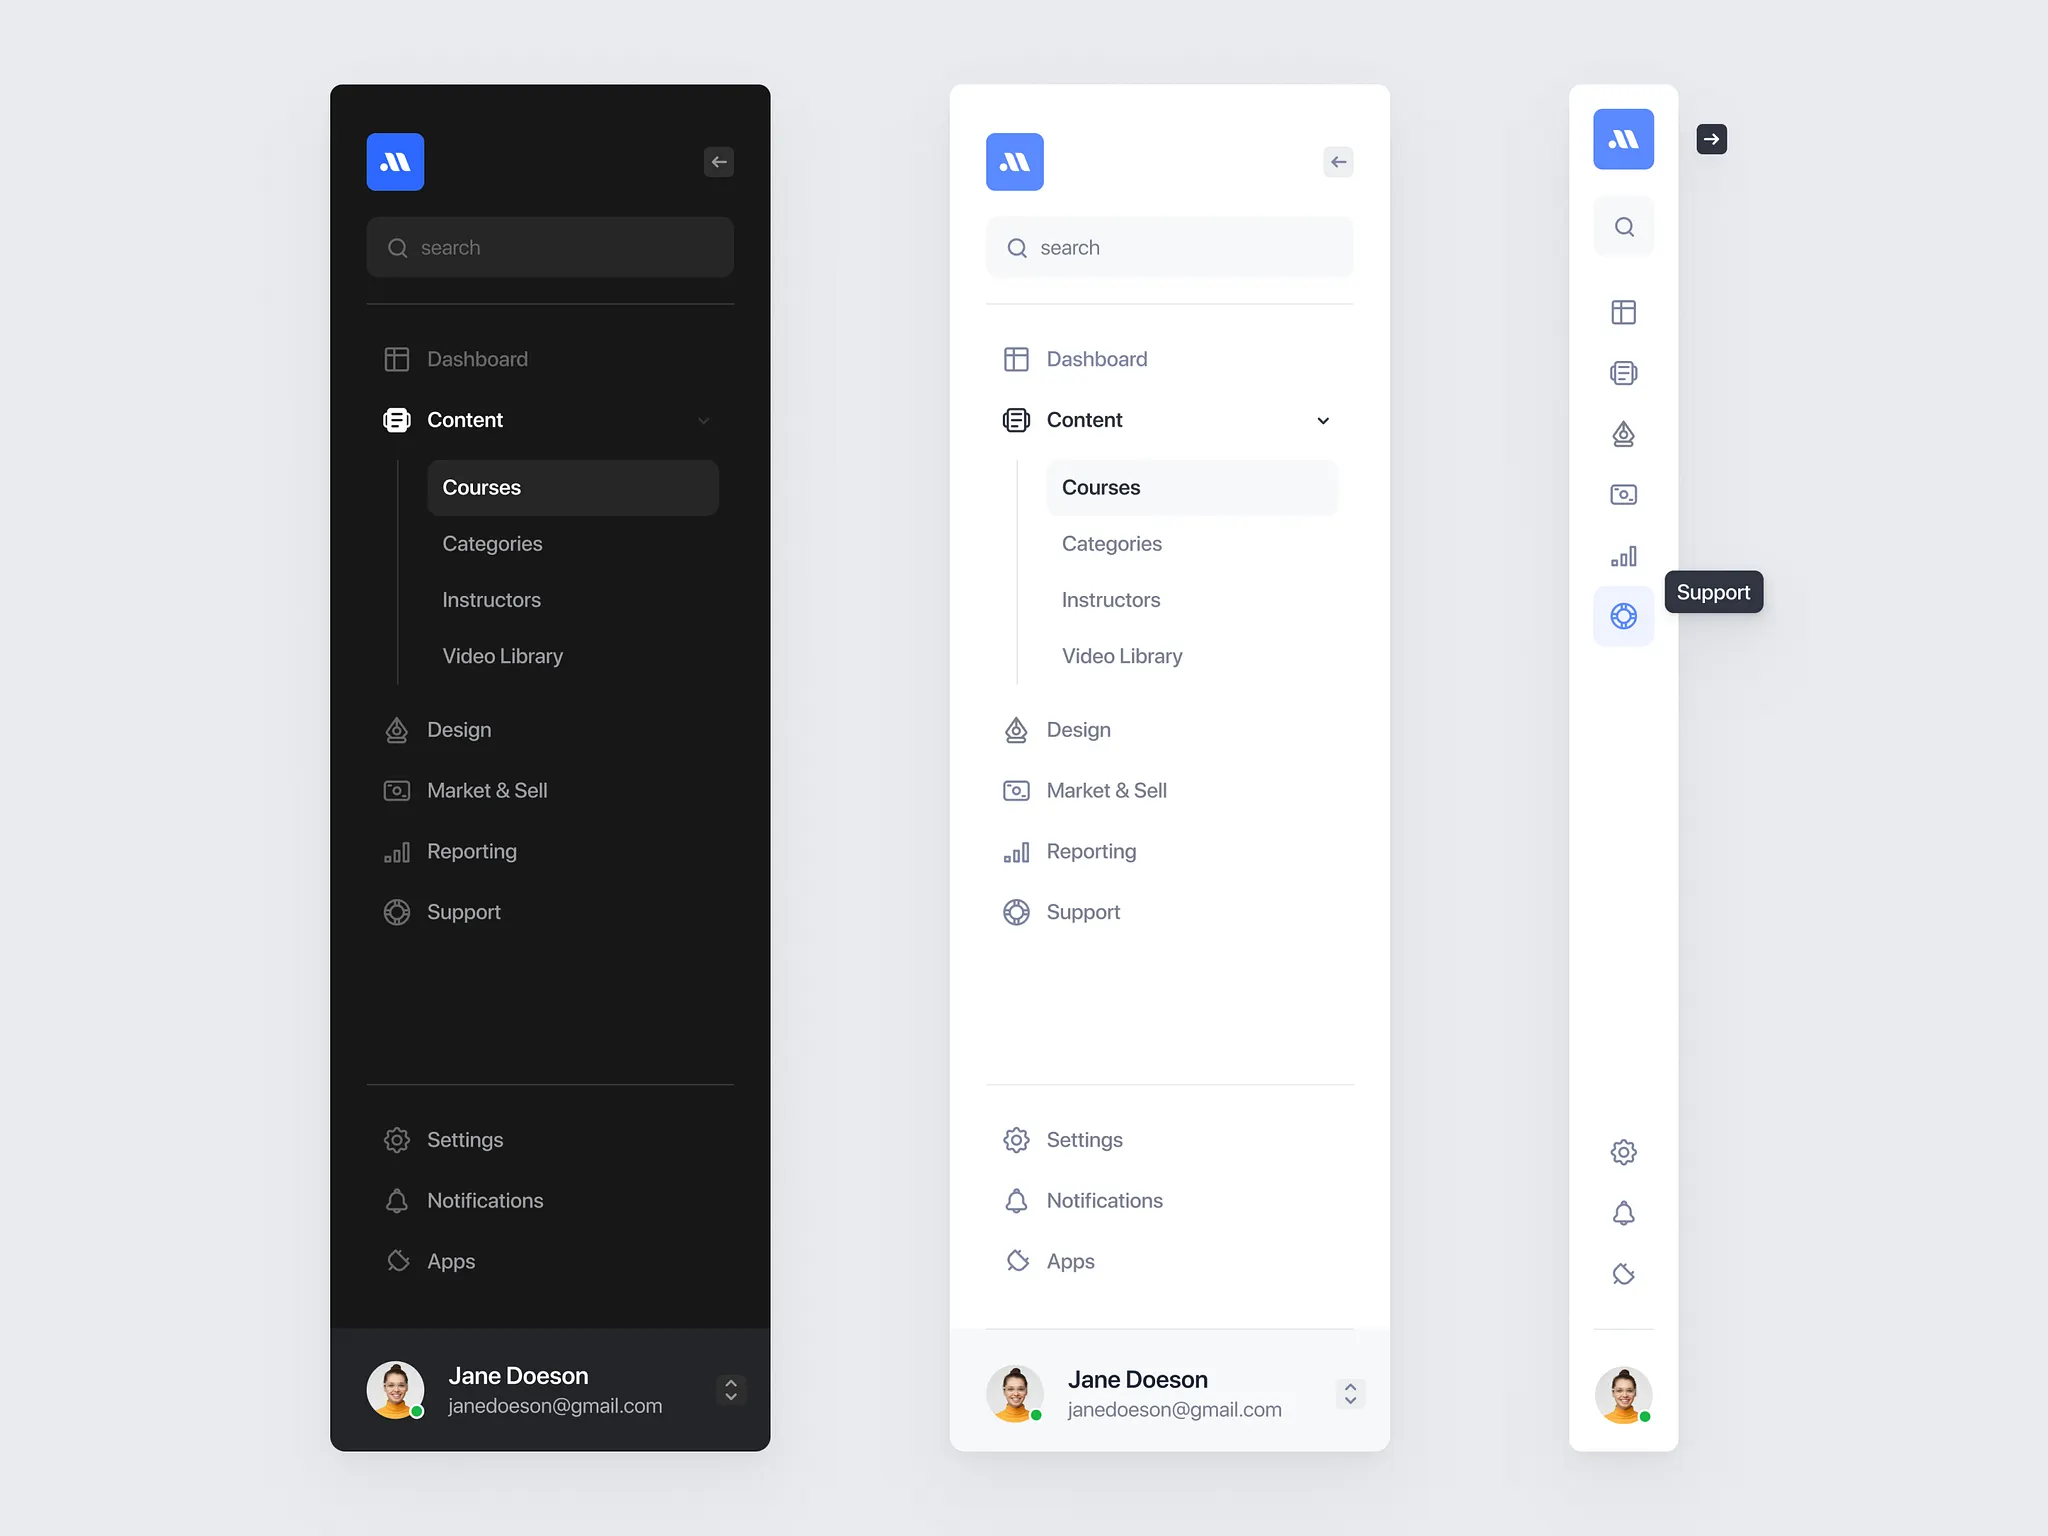 search
Dashboard
Content
Courses
Categories
Instructors
Video Library
Design
Market & Sell
Reporting
Support
Settings
Notifications
Apps
Jane Doeson
janedoeson@gmail.com
search
Dashboard
Content
Courses
Categories
Instructors
Video Library
Design
Market & Sell
Reporting
Support
Settings
Notifications
Apps
Jane Doeson
janedoeson@gmail.com
Support